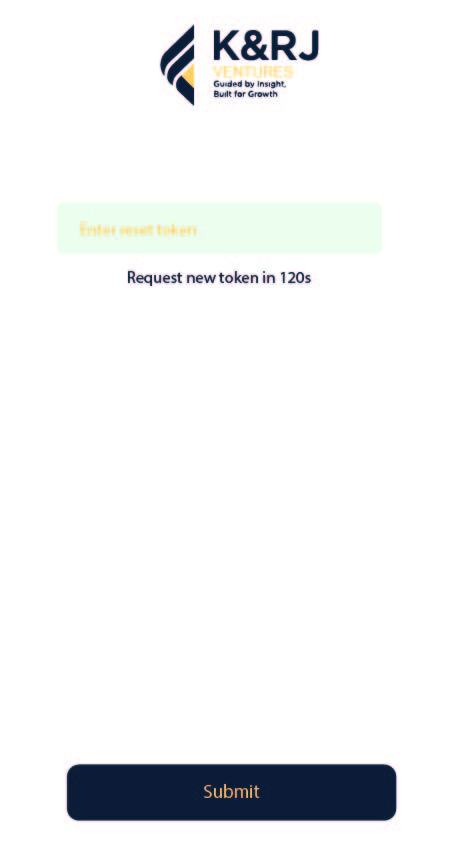 K&RJ
VENTURES
Guided by Insight,
Built for Growth
Enter reset token
Request new token in 120s
Submit